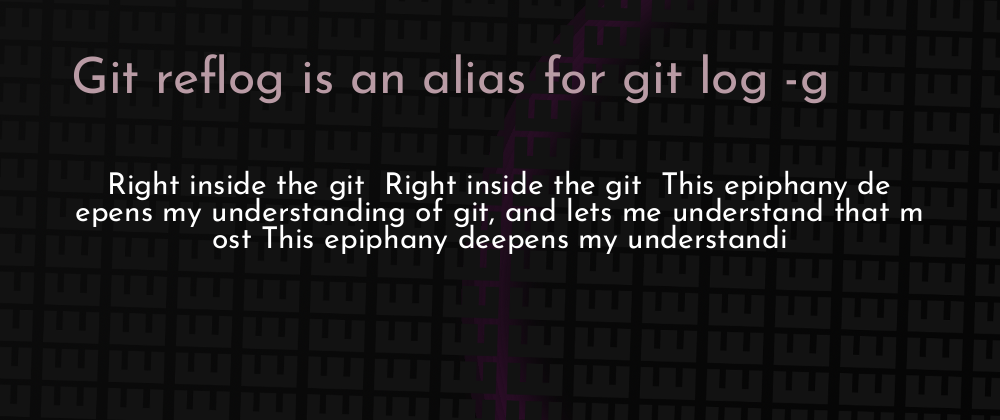 Git reflog is an alias for git log -g
Right inside the git  Right inside the git  This epiphany de
epens my understanding of git, and lets me understand that m
ost This epiphany deepens my understandi